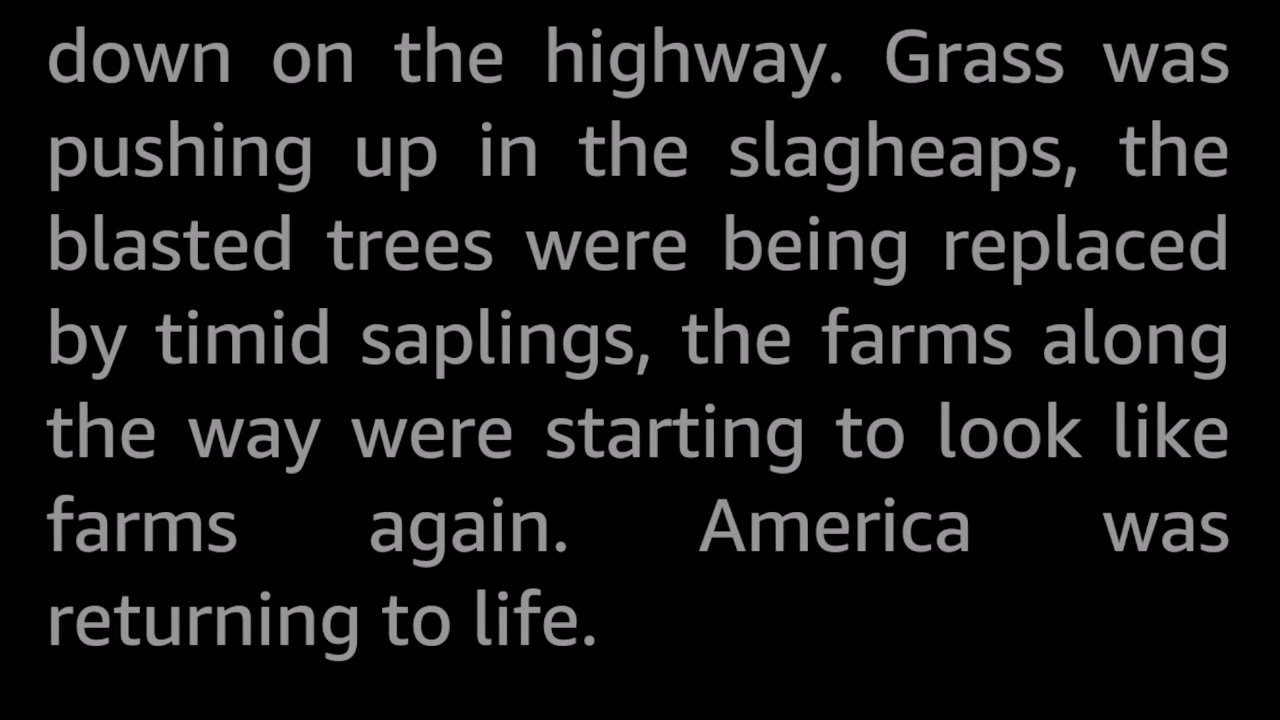 down on the highway. Grass was
pushing up in the slagheaps, the
blasted trees were being replaced
by timid saplings, the farms along
the way were starting to look like
farms again. America was
returning to life.